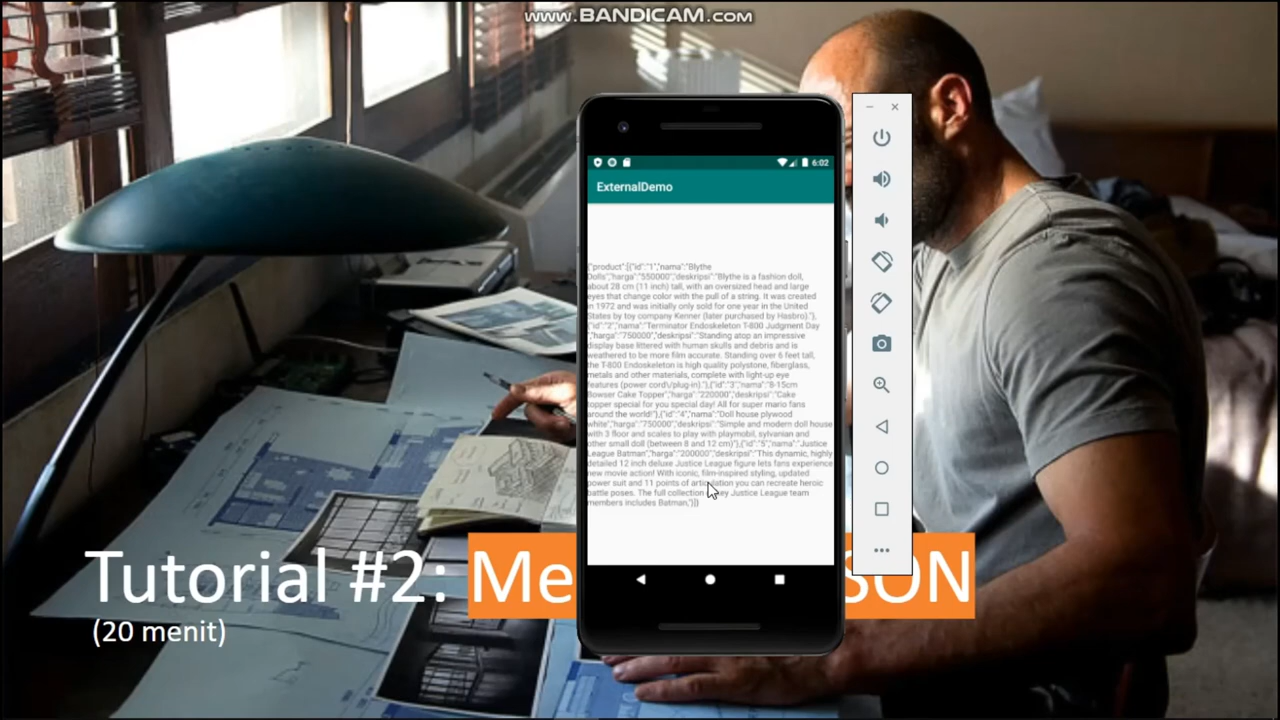 www.BANDICAM.com
6:02
ExternalDemo
{"product":[{"id":"1","nama":"Blythe
Dolls","harga":"550000","deskripsi":"Blythe is a fashion doll,
about 28 cm (11 inch) tall, with an oversized head and large
eyes that change color with the pull of a string. It was created
in 1972 and was initially only sold for one year in the United
States by toy company Kenner (later purchased by Hasbro)."},
{"id":"2","nama":"Terminator Endoskeleton T-800 Judgment Day
","harga":"750000","deskripsi":"Standing atop an impressive
display base littered with human skulls and debris and is
weathered to be more film accurate. Standing over 6 feet tall,
the T-800 Endoskeleton is high quality polystone, fiberglass,
metals and other materials, complete with light-up eye
features (power cord\/plug-in)."},{"id":"3","nama":"8-15cm
Bowser Cake Topper","harga":"220000","deskripsi":"Cake
topper special for you special day! All for super mario fans
around the world!"},{"id":"4","nama":"Doll house plywood
white","harga":"750000","deskripsi":"Simple and modern doll house
with 3 floor and scales to play with playmobil, sylvanian and
other small doll (between 8 and 12 cm)"},{"id":"5","nama":"Justice
League Batman","harga":"200000","deskripsi":"This dynamic, highly
detailed 12 inch deluxe Justice League figure lets fans experience
new movie action! With iconic, film-inspired styling, updated
power suit and 11 points of articulation you can recreate heroic
battle poses. The full collection key Justice League team
members includes Batman,"}]}
Tutorial #2: Me SON
(20 menit)